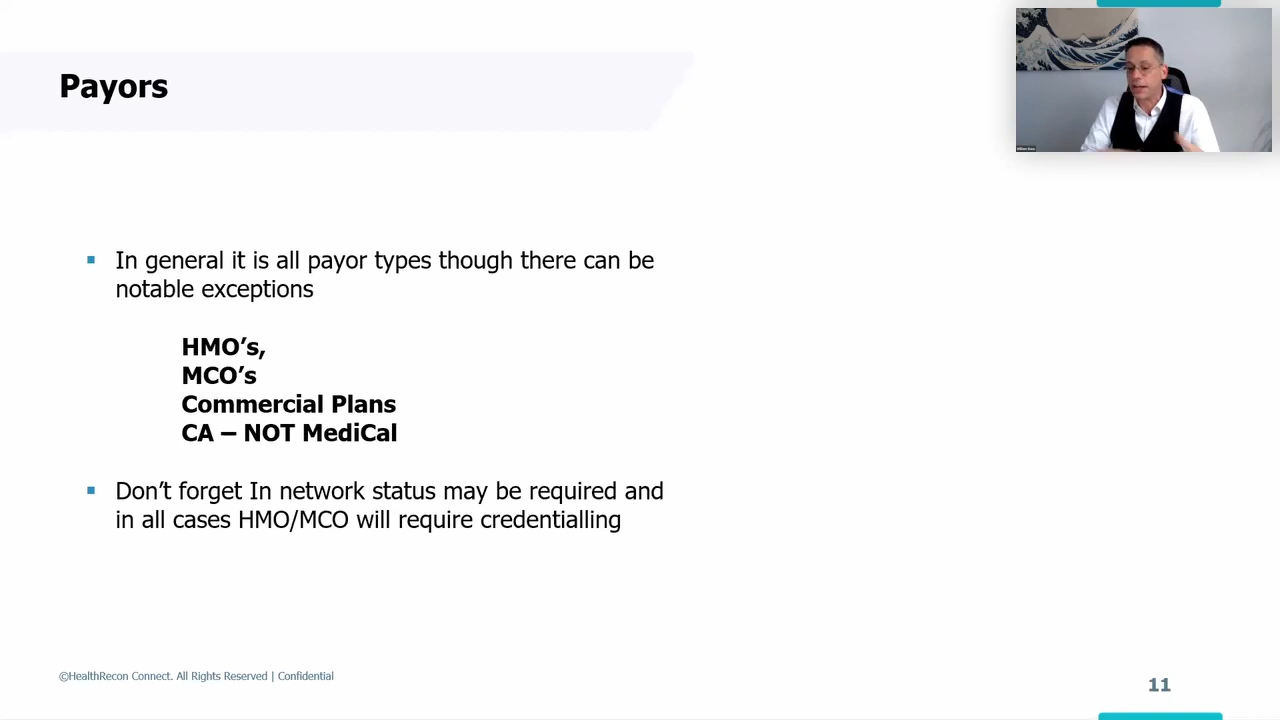 Payors
In general it is all payor types though there can be
notable exceptions
HMO’s,
MCO’s
Commercial Plans
CA – NOT MediCal
Don’t forget In network status may be required and
in all cases HMO/MCO will require credentialling
©HealthRecon Connect. All Rights Reserved | Confidential
11